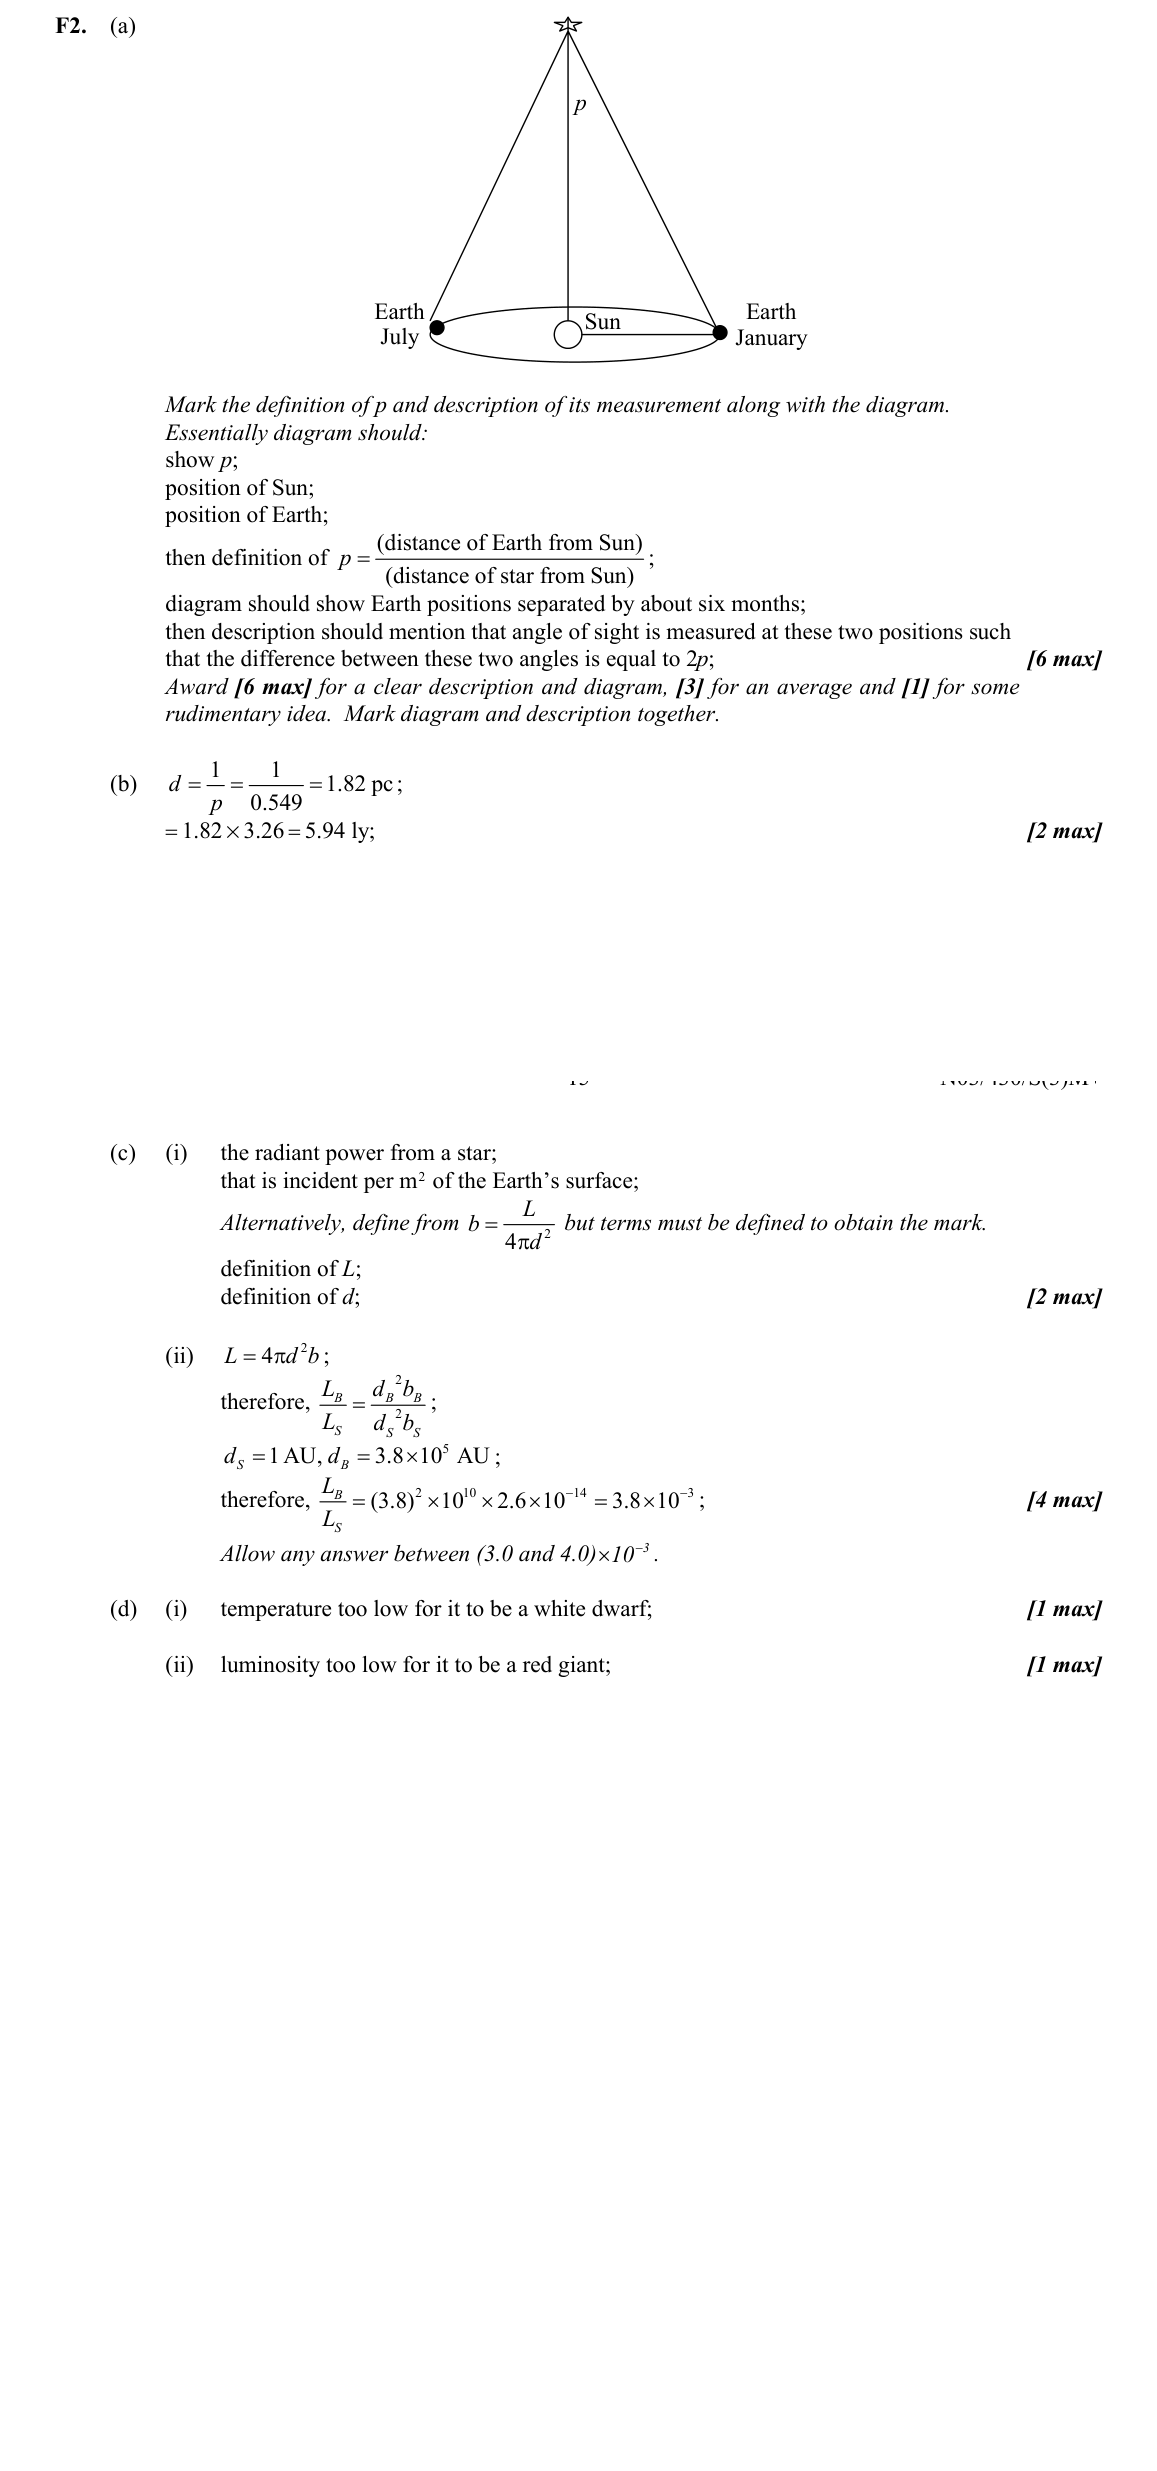 F2. (a)
p
Earth
July
Sun
Earth
January
Mark the definition of p and description of its measurement along with the diagram.
Essentially diagram should:
show p;
position of Sun;
position of Earth;
then definition of p = (distance of Earth from Sun) / (distance of star from Sun) ;
diagram should show Earth positions separated by about six months;
then description should mention that angle of sight is measured at these two positions such
that the difference between these two angles is equal to 2p; [6 max]
Award [6 max] for a clear description and diagram, [3] for an average and [1] for some
rudimentary idea. Mark diagram and description together.
(b) d = 1/p = 1/0.549 = 1.82 pc ;
= 1.82 × 3.26 = 5.94 ly; [2 max]
(c) (i) the radiant power from a star;
that is incident per m² of the Earth’s surface;
Alternatively, define from b = L/4πd² but terms must be defined to obtain the mark.
definition of L;
definition of d; [2 max]
(ii) L = 4πd²b ;
therefore, L_B/L_S = d_B²b_B/d_S²b_S ;
d_S = 1 AU, d_B = 3.8×10⁵ AU ;
therefore, L_B/L_S = (3.8)² ×10¹⁰ × 2.6×10⁻¹⁴ = 3.8×10⁻³ ; [4 max]
Allow any answer between (3.0 and 4.0)×10⁻³ .
(d) (i) temperature too low for it to be a white dwarf; [1 max]
(ii) luminosity too low for it to be a red giant; [1 max]